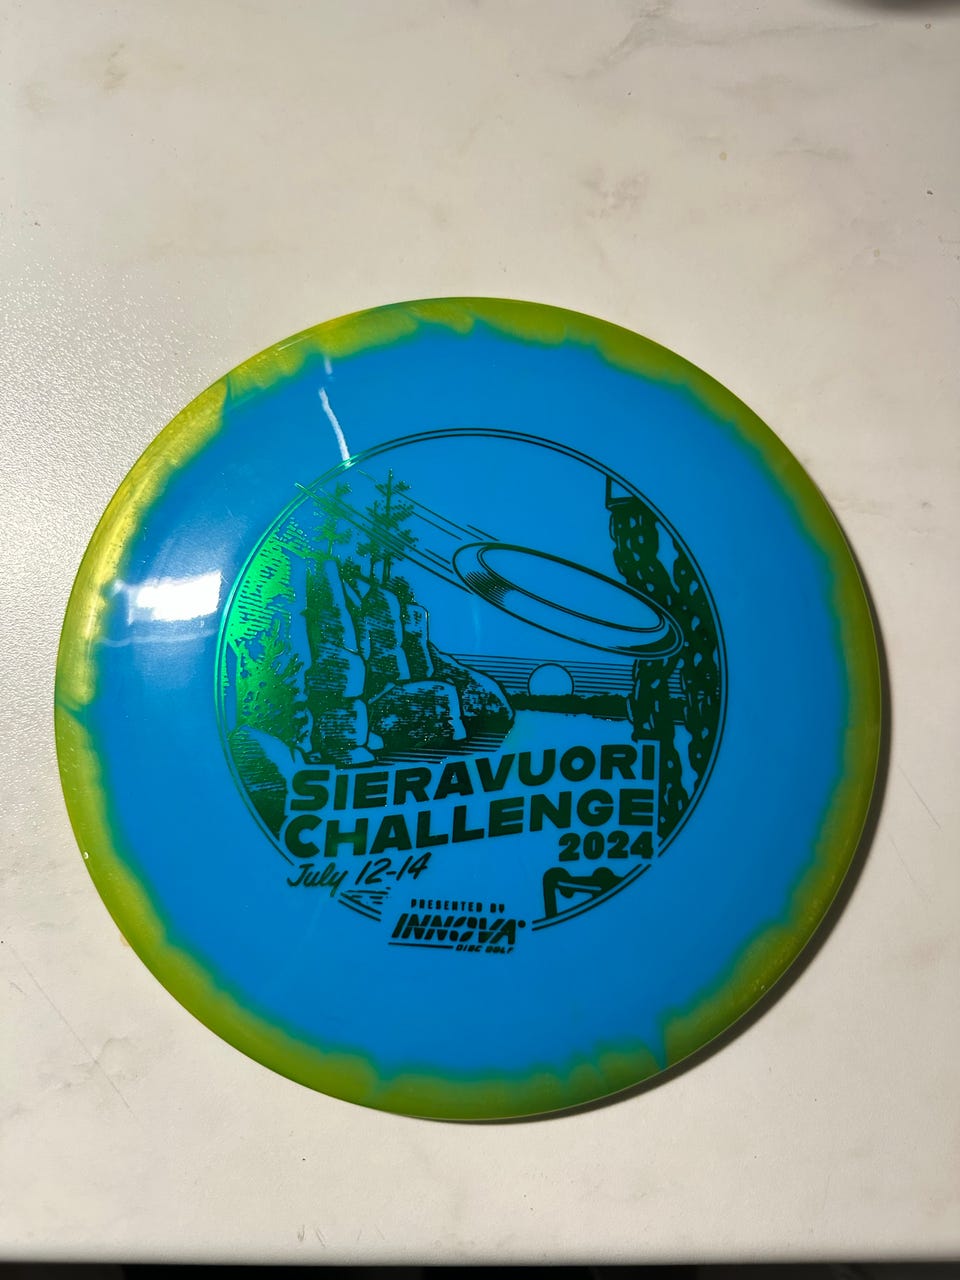 SIERAVUORI
CHALLENGE
2024
July 12-14
PRESENTED BY
INNOVA®
DISC GOLF